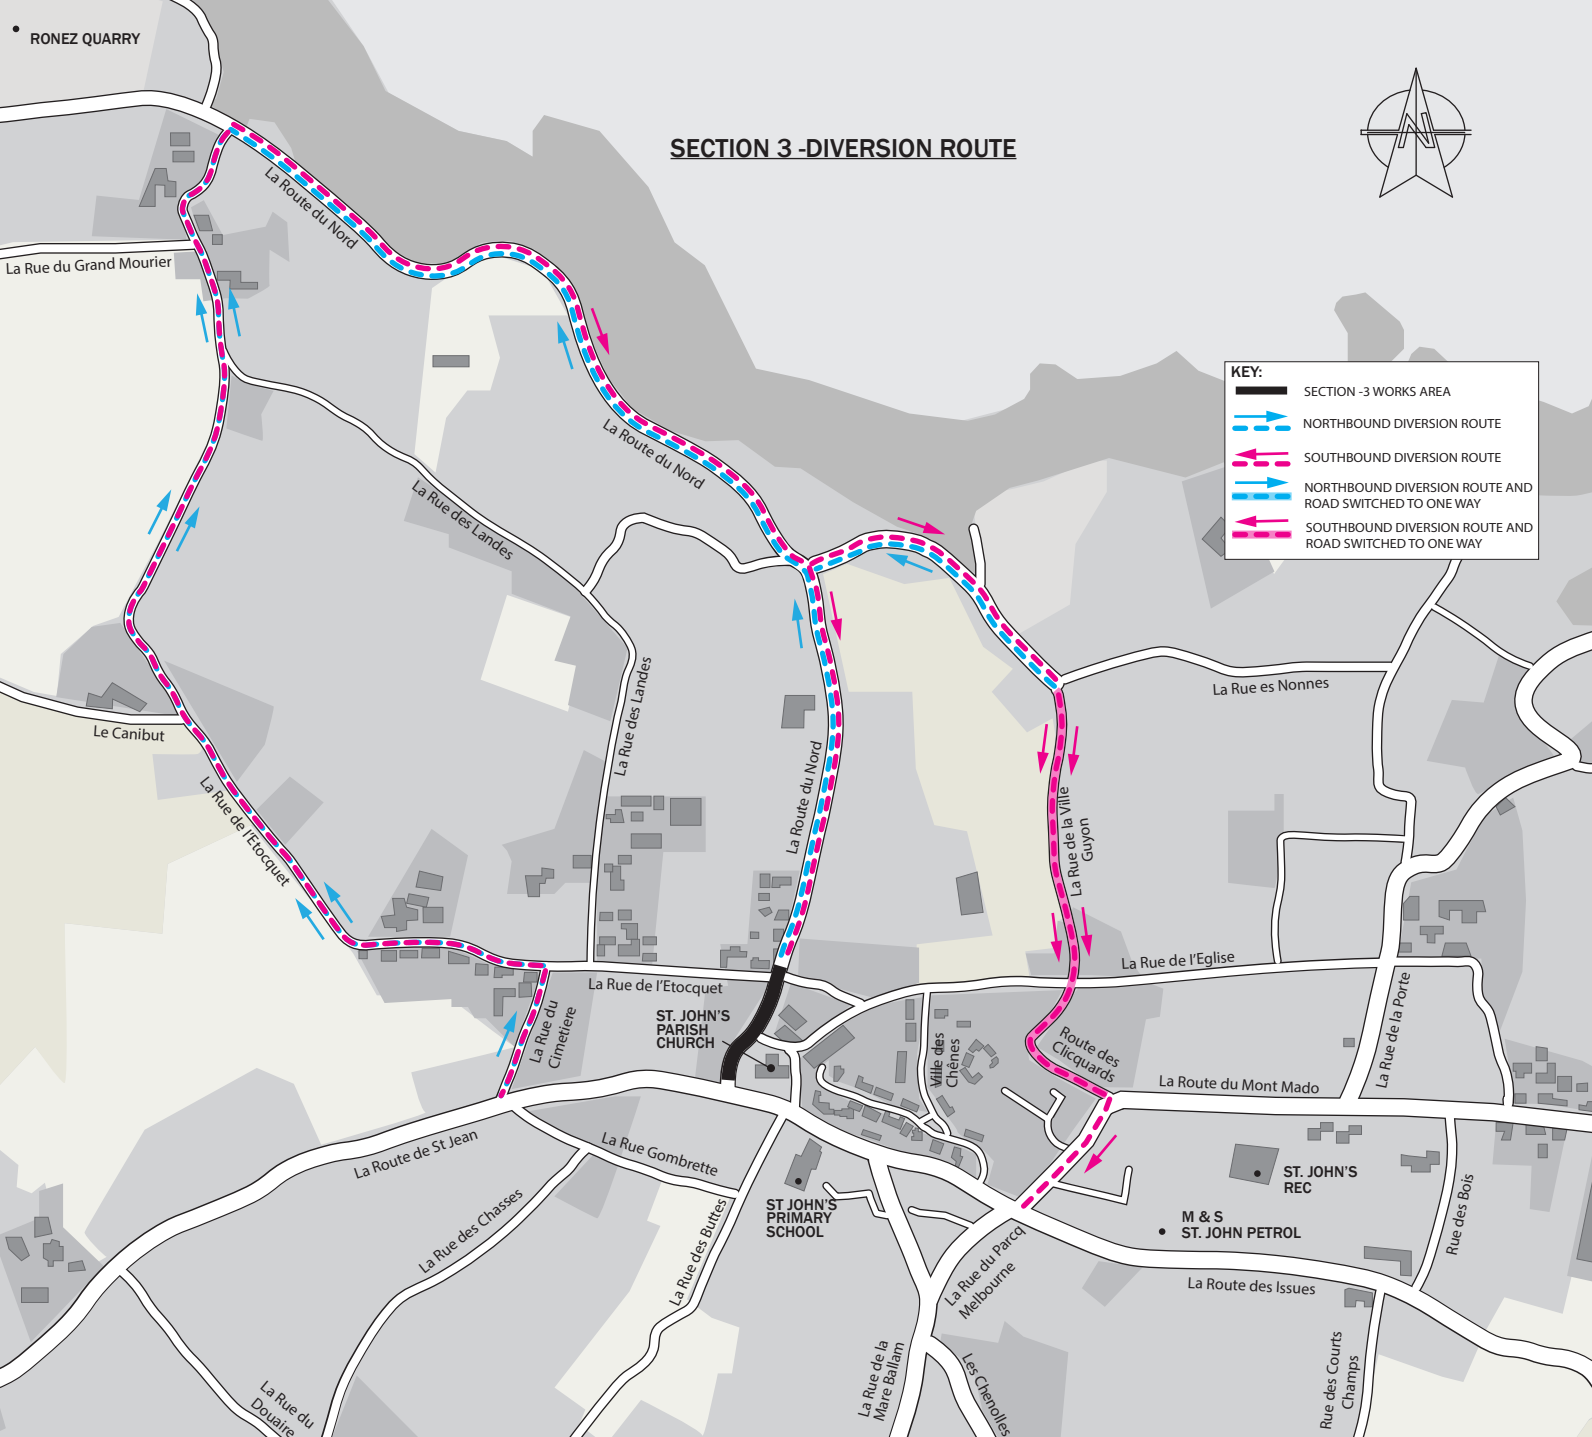 RONEZ QUARRY
SECTION 3 -DIVERSION ROUTE
N
La Route du Nord
La Rue du Grand Mourier
KEY:
SECTION -3 WORKS AREA
NORTHBOUND DIVERSION ROUTE
SOUTHBOUND DIVERSION ROUTE
NORTHBOUND DIVERSION ROUTE AND
ROAD SWITCHED TO ONE WAY
SOUTHBOUND DIVERSION ROUTE AND
ROAD SWITCHED TO ONE WAY
La Route du Nord
La Rue des Landes
La Rue es Nonnes
La Rue des Landes
Le Canibut
La Route du Nord
La Rue de l'Etocquet
La Rue de la Ville
Guyon
La Rue de l'Eglise
La Rue de l'Etocquet
La Rue du
Cimetiere
ST. JOHN'S
PARISH
CHURCH
Ville des
Chênes
Route des
Clicquards
La Rue de la Porte
La Route du Mont Mado
La Route de St Jean
La Rue Gombrette
ST. JOHN'S
REC
ST JOHN'S
PRIMARY
SCHOOL
M & S
ST. JOHN PETROL
Rue des Bois
La Rue des Chasses
La Rue des Buttes
La Rue du Parcq
Melbourne
La Route des Issues
La Rue de la
Mare Ballam
Les Chenolles
Rue des Courts
Champs
La Rue du
Douaire